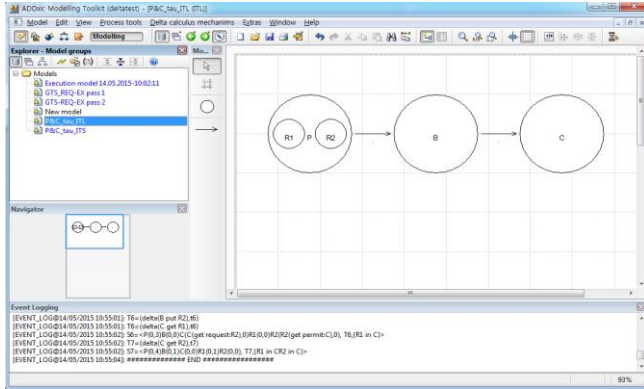 ADOxx: Modelling Toolkit (deltatest) - [P&C_tau_ITL (ITU)]
Model Edit View Process tools Delta calculus mechanims Extras Window Help
Modelling
Explorer - Model groups
Mo...
Models
Execution model 14.05.2015-10:02:11
GTS_REQ-EX pass 1
GTS-REQ-EX pass 2
New model
P&C_tau_ITL
P&C_tau_ITS
R1 P R2
B
C
Navigator
Event Logging
[EVENT_LOG@14/05/2015 10:55:01]: T6=(delta(B put R2),t6)
[EVENT_LOG@14/05/2015 10:55:01]: T6=(delta(C get R1),t6)
[EVENT_LOG@14/05/2015 10:55:02]: S6=<P(0,3)B(0,0)C(C(get request:R2),0)R1(0,0)R2(R2(get permit:C),0), T6,{R1 in C}>
[EVENT_LOG@14/05/2015 10:55:02]: T7=(delta(C get R2),t7)
[EVENT_LOG@14/05/2015 10:55:02]: S7=<P(0,4)B(0,1)C(0,0)R1(0,1)R2(0,0), T7,{R1 in CR2 in C}>
[EVENT_LOG@14/05/2015 10:55:04]: ############## END #################
93%